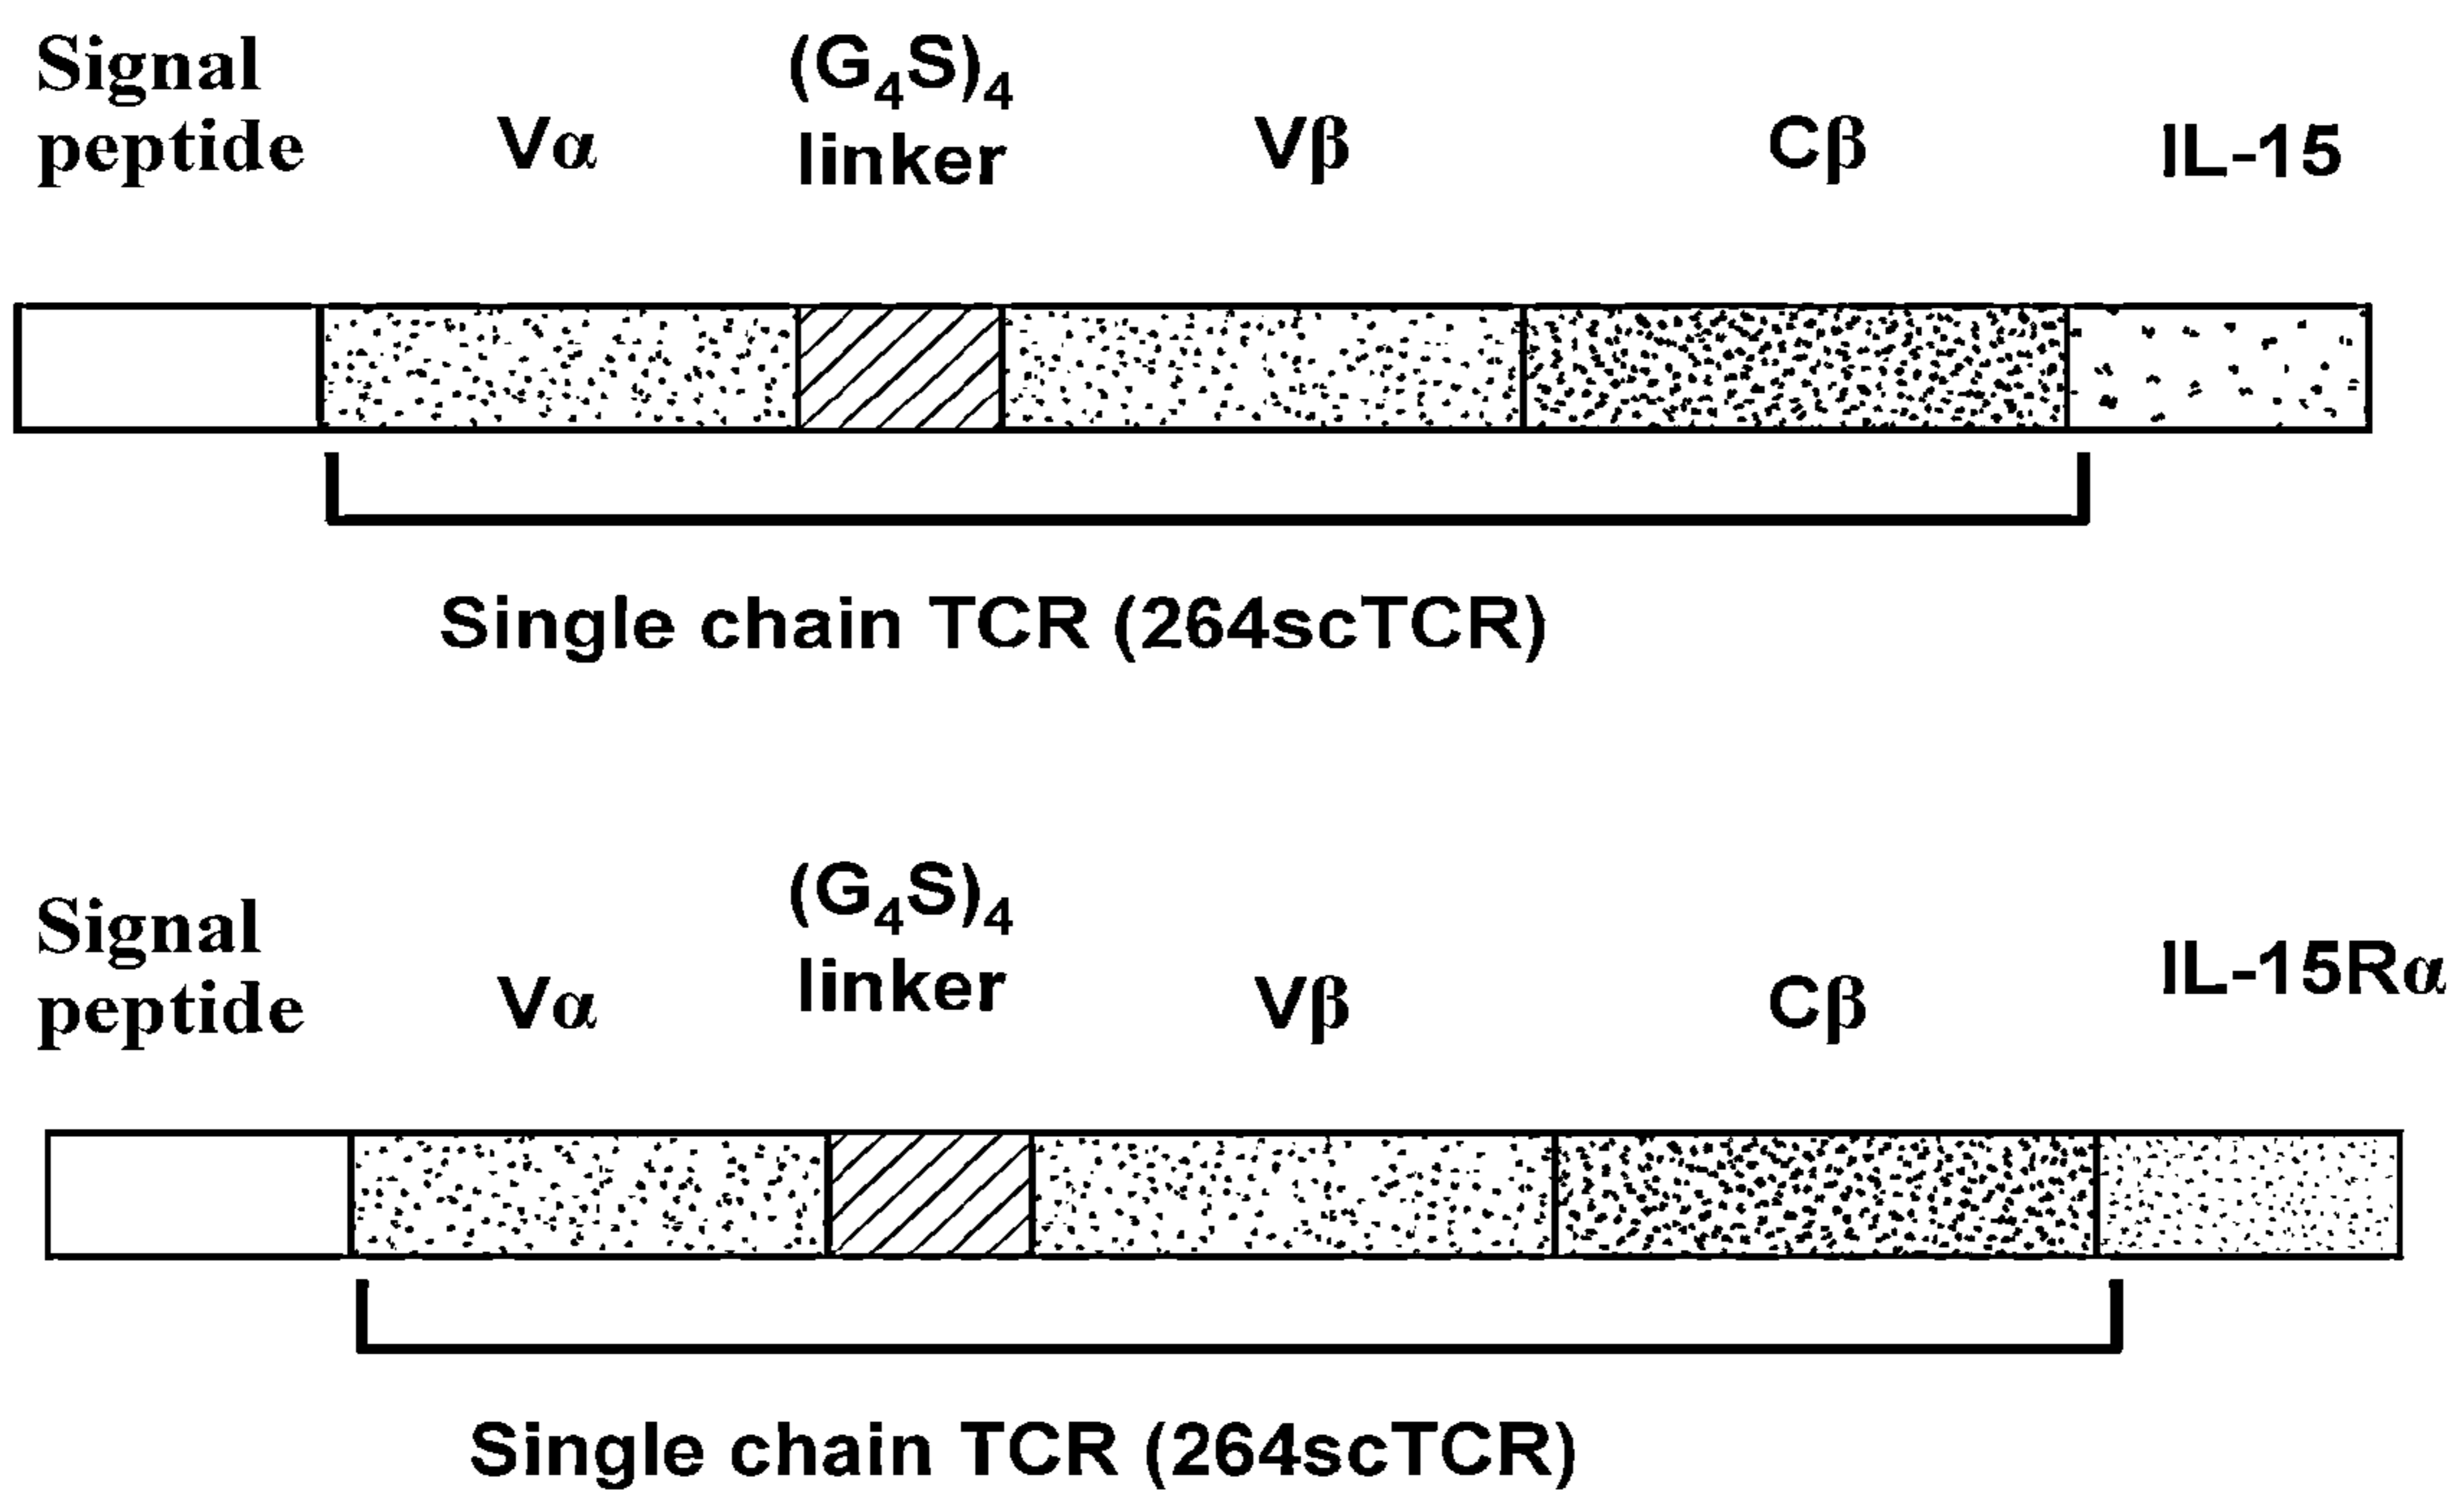 Signal
peptide
Vα
(G₄S)₄
linker
Vβ
Cβ
IL-15
Single chain TCR (264scTCR)
Signal
peptide
Vα
(G₄S)₄
linker
Vβ
Cβ
IL-15Rα
Single chain TCR (264scTCR)